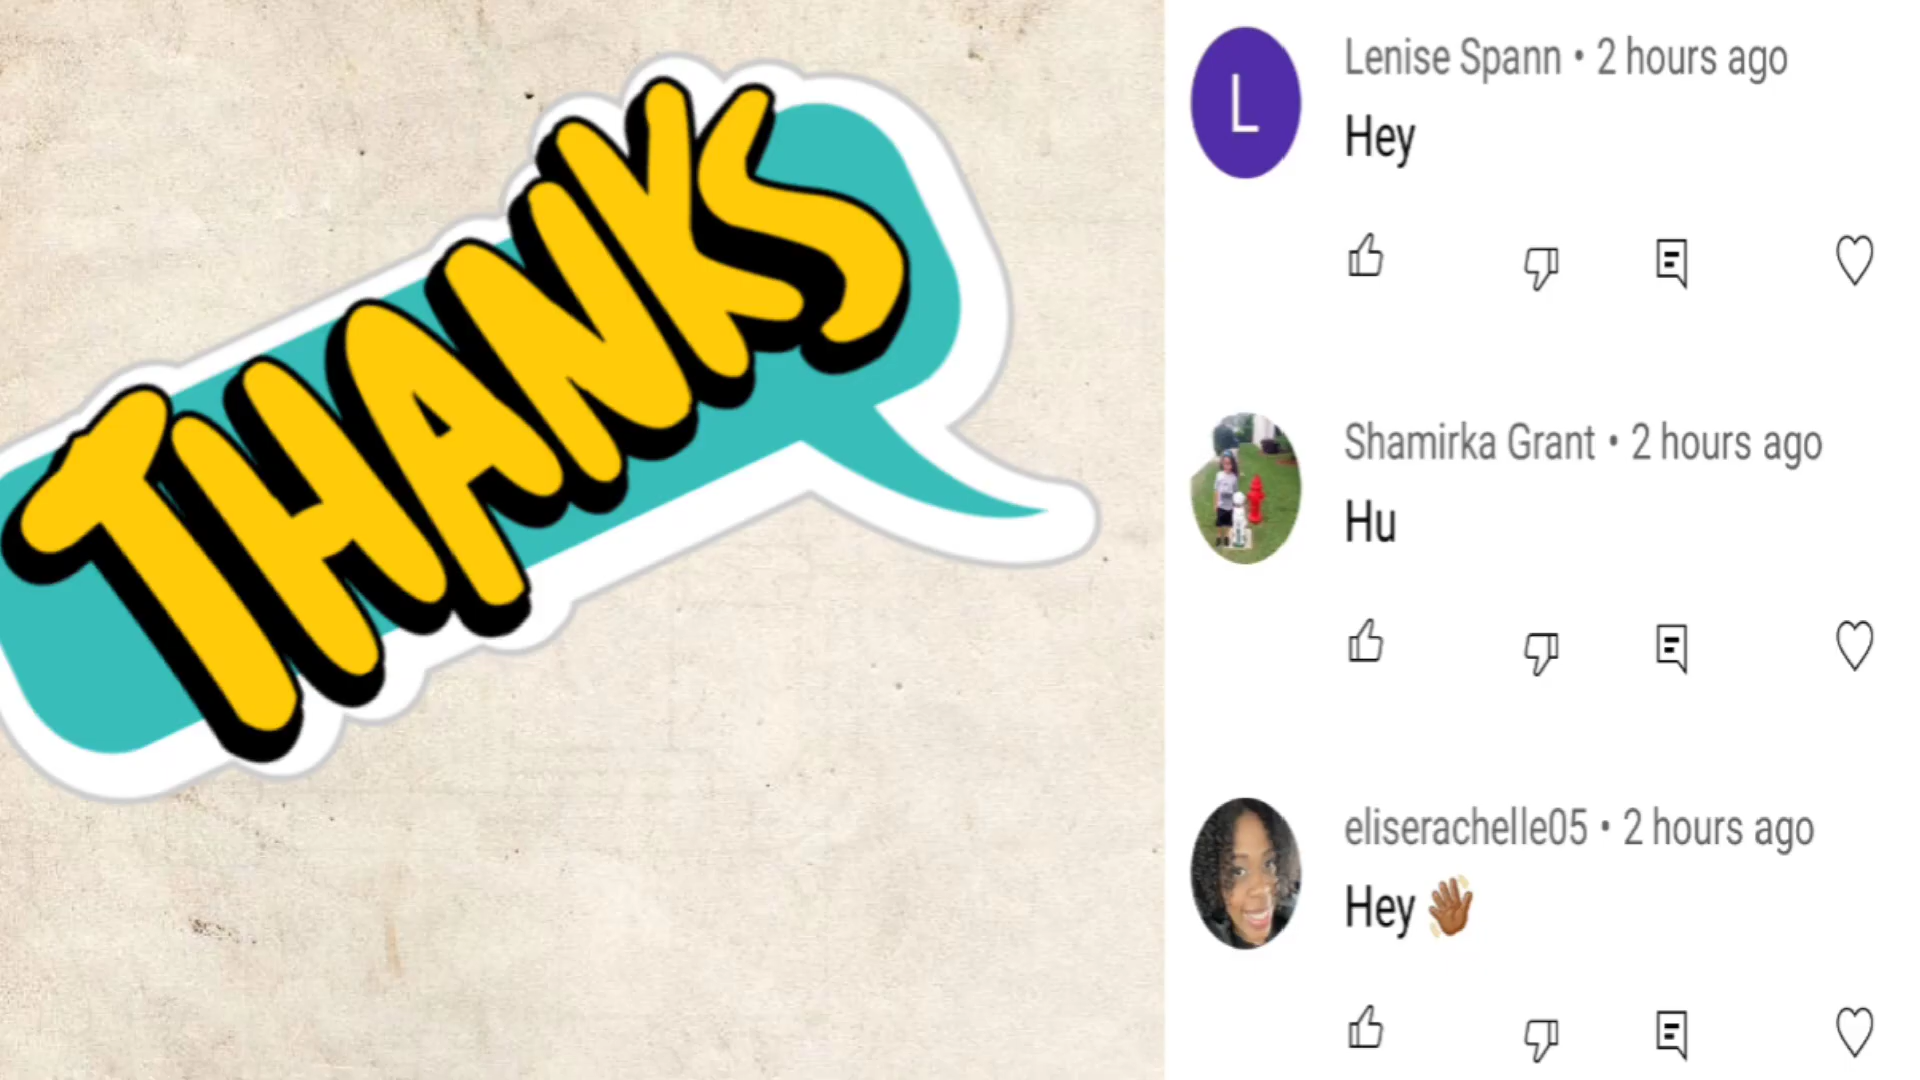 THANKS
L
Lenise Spann • 2 hours ago
Hey
Shamirka Grant • 2 hours ago
Hu
eliserachelle05 • 2 hours ago
Hey 👋🏾